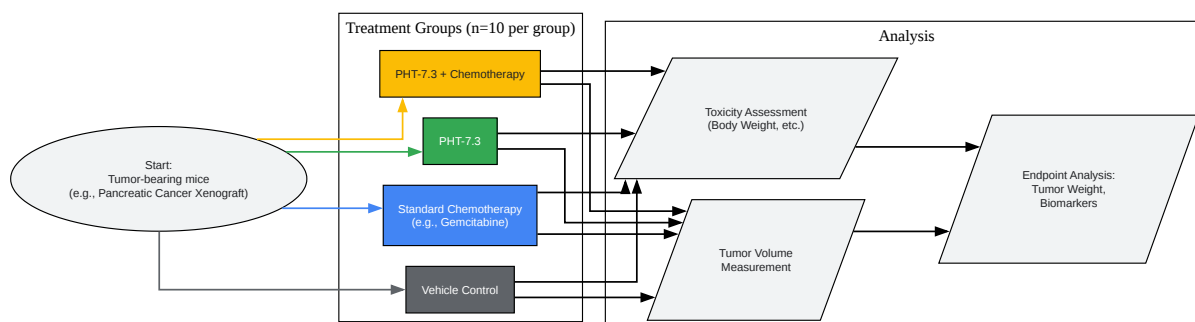 Treatment Groups (n=10 per group)
Analysis
PHT-7.3 + Chemotherapy
Toxicity Assessment
(Body Weight, etc.)
PHT-7.3
Start:
Tumor-bearing mice
(e.g., Pancreatic Cancer Xenograft)
Endpoint Analysis:
Tumor Weight,
Biomarkers
Standard Chemotherapy
(e.g., Gemcitabine)
Tumor Volume
Measurement
Vehicle Control